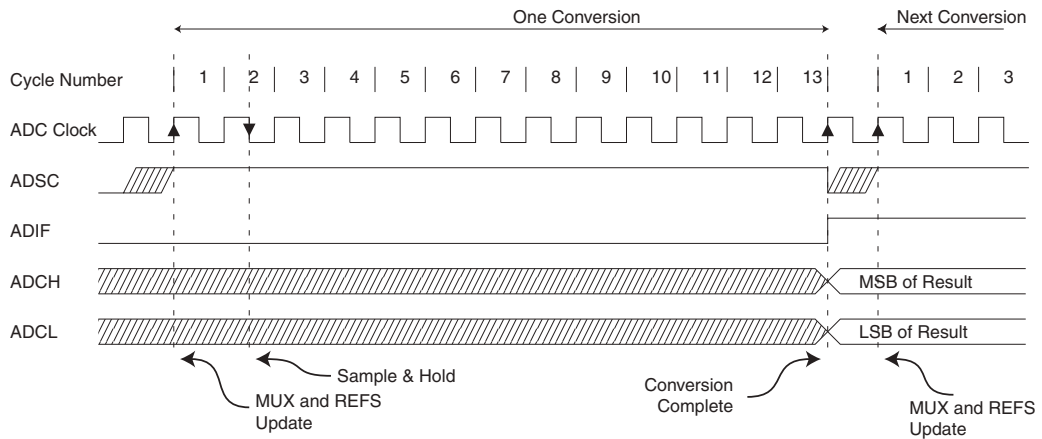 One Conversion
Next Conversion
Cycle Number 1 2 3 4 5 6 7 8 9 10 11 12 13 1 2 3
ADC Clock
ADSC
ADIF
ADCH
MSB of Result
ADCL
LSB of Result
Sample & Hold
MUX and REFS
Update
Conversion
Complete
MUX and REFS
Update